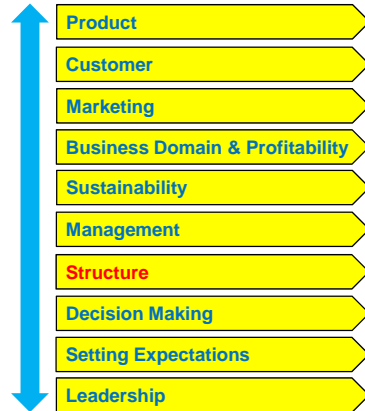 Product
Customer
Marketing
Business Domain & Profitability
Sustainability
Management
Structure
Decision Making
Setting Expectations
Leadership